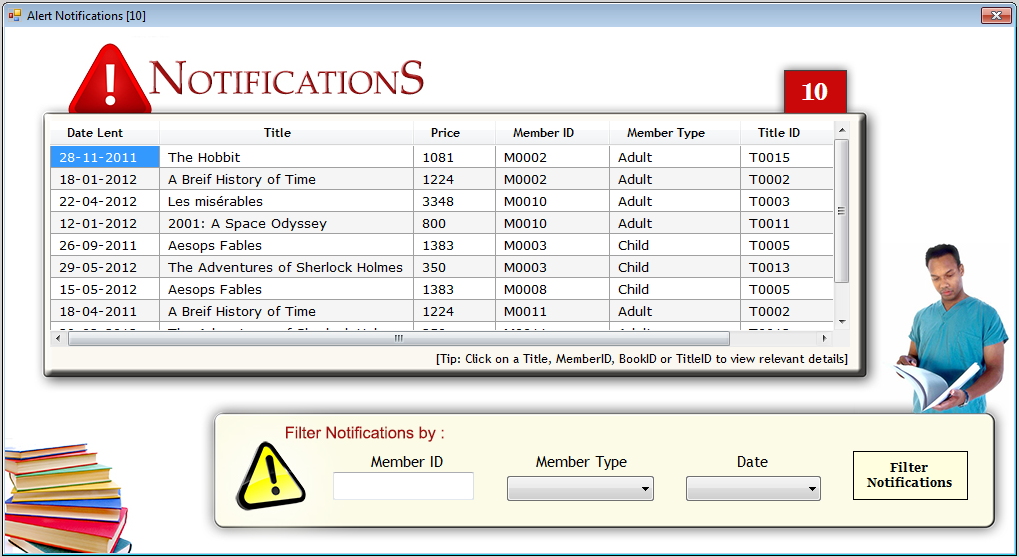 Alert Notifications [10]
NOTIFICATIONS
10
Date Lent Title Price Member ID Member Type Title ID
28-11-2011 The Hobbit 1081 M0002 Adult T0015
18-01-2012 A Breif History of Time 1224 M0002 Adult T0002
22-04-2012 Les misérables 3348 M0010 Adult T0003
12-01-2012 2001: A Space Odyssey 800 M0010 Adult T0011
26-09-2011 Aesops Fables 1383 M0003 Child T0005
29-05-2012 The Adventures of Sherlock Holmes 350 M0003 Child T0013
15-05-2012 Aesops Fables 1383 M0008 Child T0005
18-04-2011 A Breif History of Time 1224 M0011 Adult T0002
[Tip: Click on a Title, MemberID, BookID or TitleID to view relevant details]
Filter Notifications by :
Member ID Member Type Date
Filter
Notifications